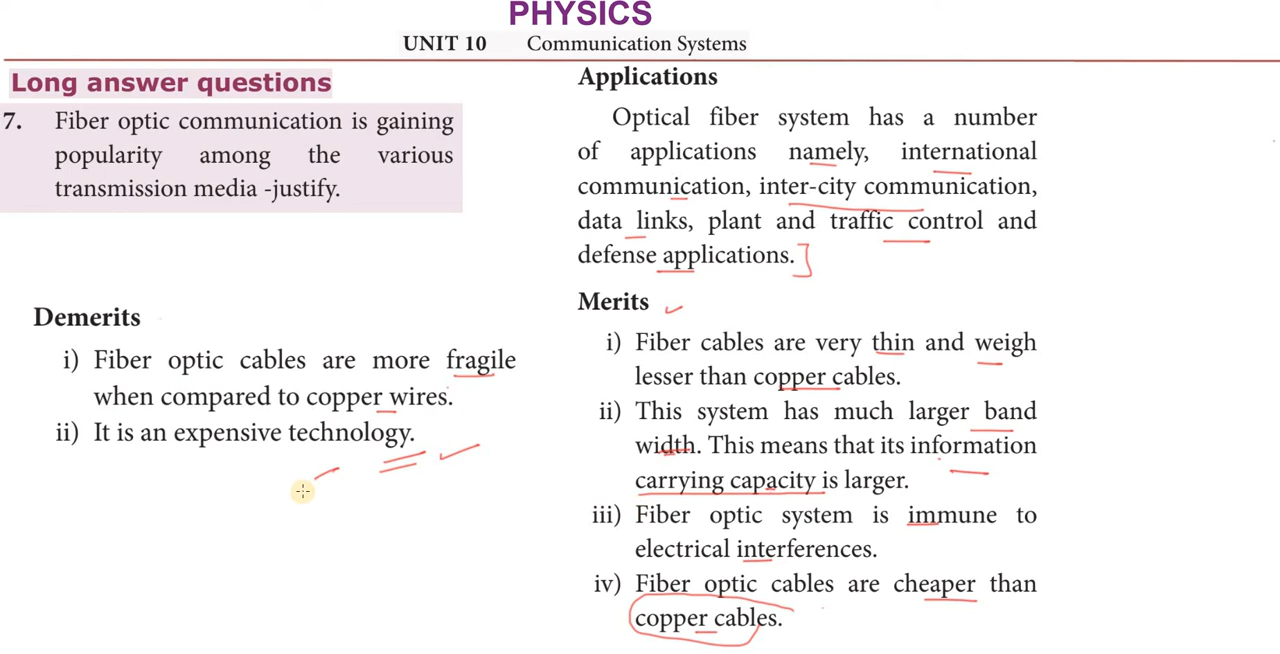 PHYSICS
UNIT 10 Communication Systems
Long answer questions
7. Fiber optic communication is gaining
popularity among the various
transmission media -justify.
Demerits
i) Fiber optic cables are more fragile
when compared to copper wires.
ii) It is an expensive technology.
Applications
Optical fiber system has a number
of applications namely, international
communication, inter-city communication,
data links, plant and traffic control and
defense applications.
Merits
i) Fiber cables are very thin and weigh
lesser than copper cables.
ii) This system has much larger band
width. This means that its information
carrying capacity is larger.
iii) Fiber optic system is immune to
electrical interferences.
iv) Fiber optic cables are cheaper than
copper cables.